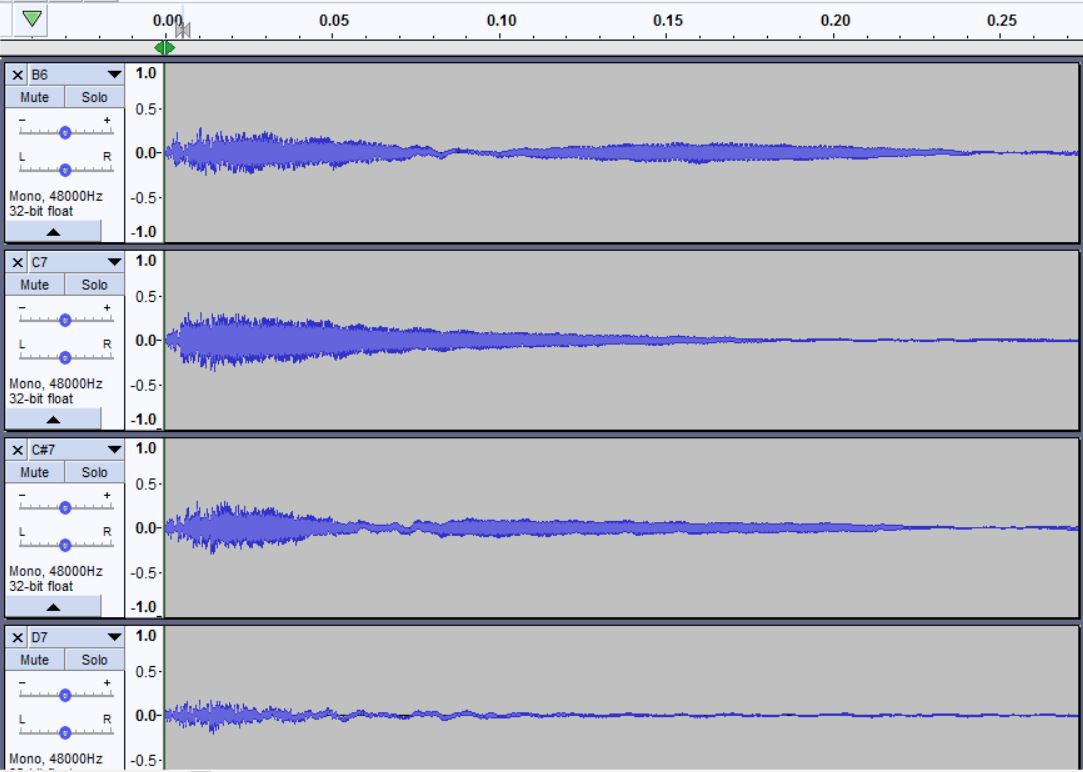 0.00 0.05 0.10 0.15 0.20 0.25
B6
Mute Solo
- +
L R
Mono, 48000Hz
32-bit float
1.0
0.5-
0.0-
-0.5-
-1.0
C7
Mute Solo
- +
L R
Mono, 48000Hz
32-bit float
1.0
0.5-
0.0-
-0.5-
-1.0
C#7
Mute Solo
- +
L R
Mono, 48000Hz
32-bit float
1.0
0.5-
0.0-
-0.5-
-1.0
D7
Mute Solo
- +
L R
Mono, 48000Hz
1.0
0.5-
0.0-
-0.5-